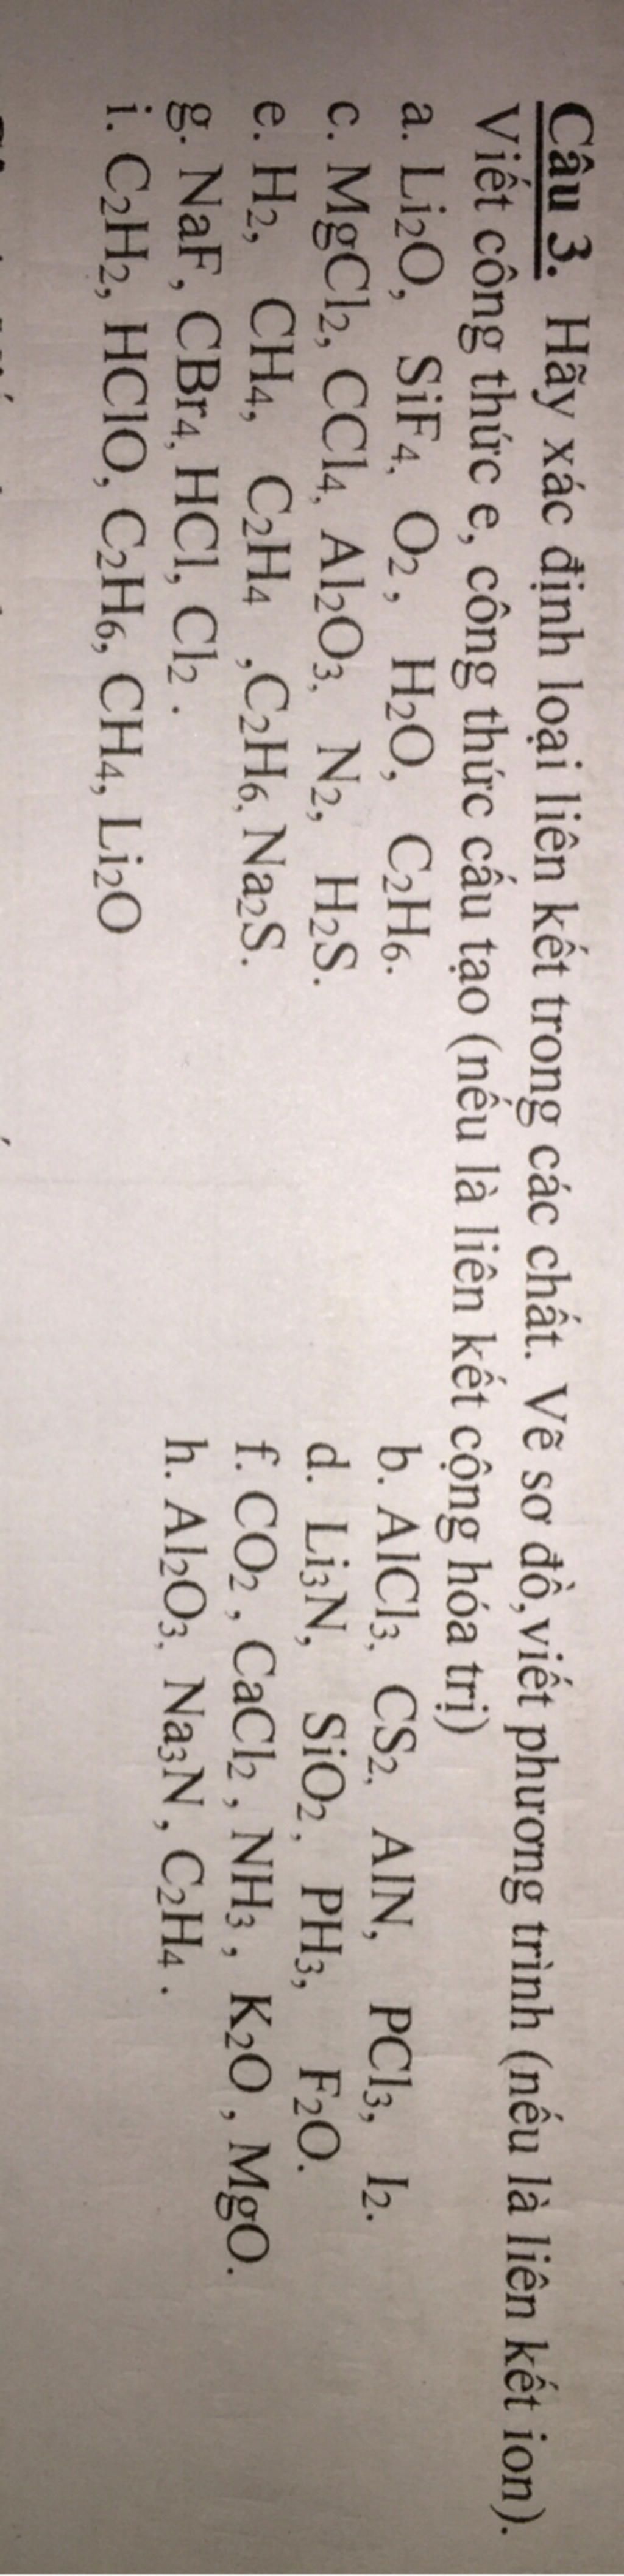 Câu 3. Hãy xác định loại liên kết trong các chất. Vẽ sơ đồ,viết phương trình (nếu là liên kết ion).
Viết công thức e, công thức cấu tạo (nếu là liên kết cộng hóa trị)
a. Li₂O, SiF₄, O₂, H₂O, C₂H₆. b. AlCl₃, CS₂, AlN, PCl₃, I₂.
c. MgCl₂, CCl₄, Al₂O₃, N₂, H₂S. d. Li₃N, SiO₂, PH₃, F₂O.
e. H₂, CH₄, C₂H₄ ,C₂H₆, Na₂S. f. CO₂, CaCl₂, NH₃, K₂O, MgO.
g. NaF, CBr₄, HCl, Cl₂. h. Al₂O₃, Na₃N, C₂H₄.
i. C₂H₂, HClO, C₂H₆, CH₄, Li₂O